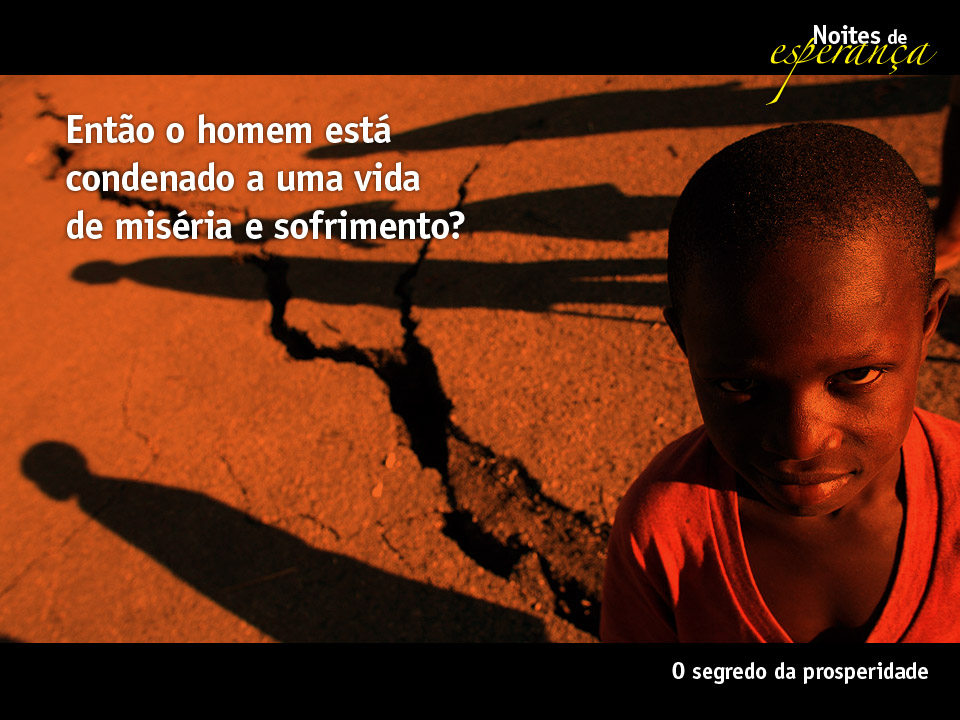 Noites de
esperança
Então o homem está
condenado a uma vida
de miséria e sofrimento?
O segredo da prosperidade